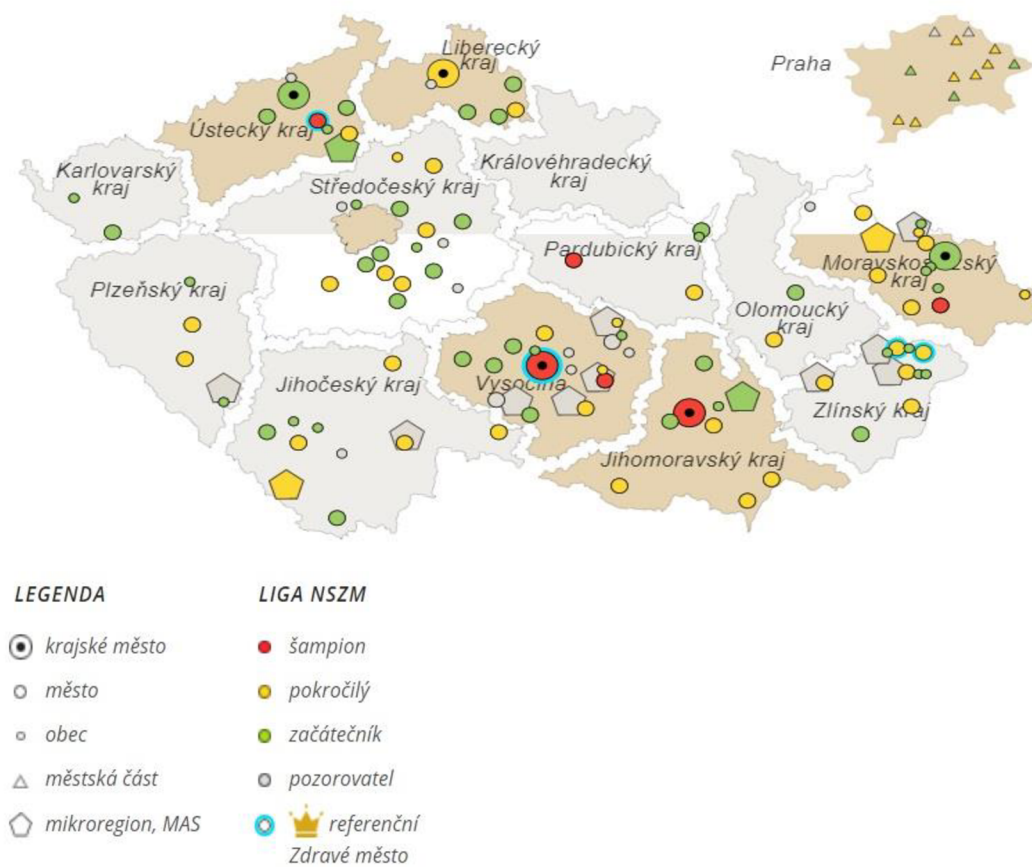 Liberecký
kraj
Praha
Ústecký kraj
Karlovarský
kraj
Středočeský kraj
Královéhradecký
kraj
Pardubický kraj
Moravskoslezský
kraj
Plzeňský kraj
Olomoucký
kraj
Jihočeský kraj
Vysočina
Zlínský kraj
Jihomoravský kraj
LEGENDA
krajské město
město
obec
městská část
mikroregion, MAS
LIGA NSZM
šampion
pokročilý
začátečník
pozorovatel
referenční
Zdravé město